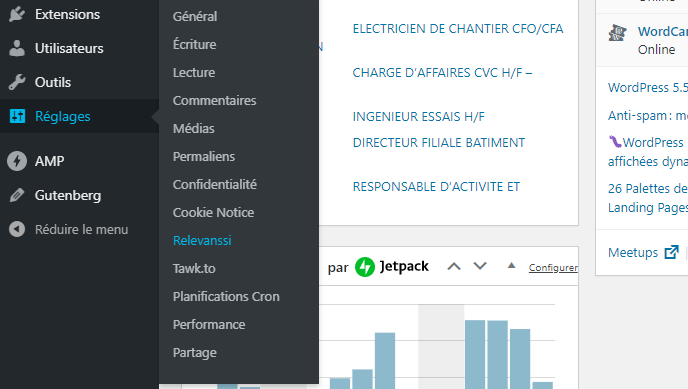 Extensions
Utilisateurs
Outils
Réglages
AMP
Gutenberg
Réduire le menu
Général
Écriture
Lecture
Commentaires
Médias
Permaliens
Confidentialité
Cookie Notice
Relevanssi
Tawk.to
Planifications Cron
Performance
Partage
ELECTRICIEN DE CHANTIER CFO/CFA
N
CHARGE D’AFFAIRES CVC H/F –
INGENIEUR ESSAIS H/F
DIRECTEUR FILIALE BATIMENT
RESPONSABLE D’ACTIVITE ET
par Jetpack
Configurer
Online
WordCa
Online
WordPress 5.5
Anti-spam : m
WordPress
affichées dyna
26 Palettes de
Landing Pages
Meetups